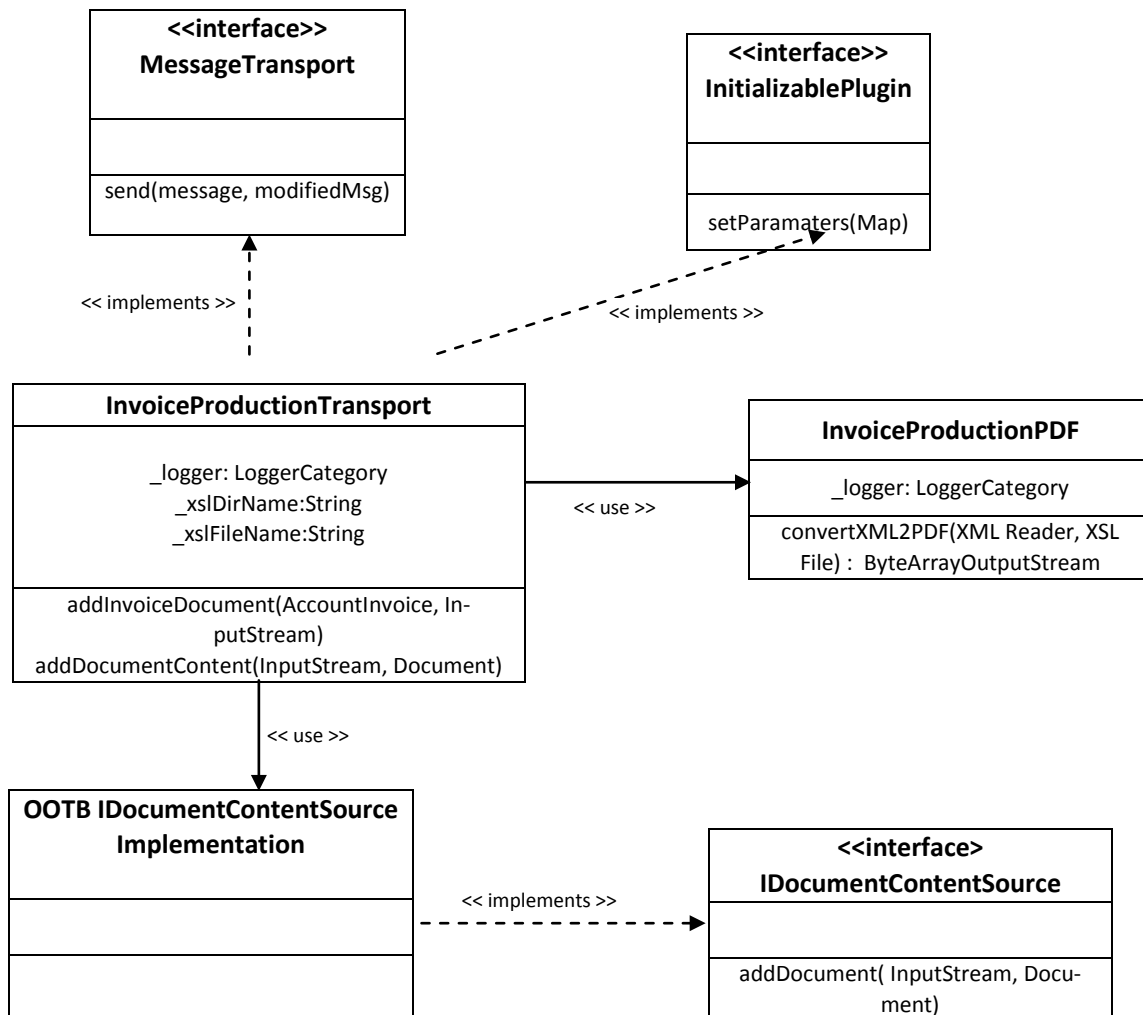 <<interface>>
MessageTransport
send(message, modifiedMsg)
<<interface>>
InitializablePlugin
setParamaters(Map)
<< implements >>
<< implements >>
InvoiceProductionTransport
_logger: LoggerCategory
_xslDirName:String
_xslFileName:String
addInvoiceDocument(AccountInvoice, In-
putStream)
addDocumentContent(InputStream, Document)
<< use >>
InvoiceProductionPDF
_logger: LoggerCategory
convertXML2PDF(XML Reader, XSL
File) : ByteArrayOutputStream
<< use >>
OOTB IDocumentContentSource
Implementation
<< implements >>
<<interface>
IDocumentContentSource
addDocument( InputStream, Docu-
ment)